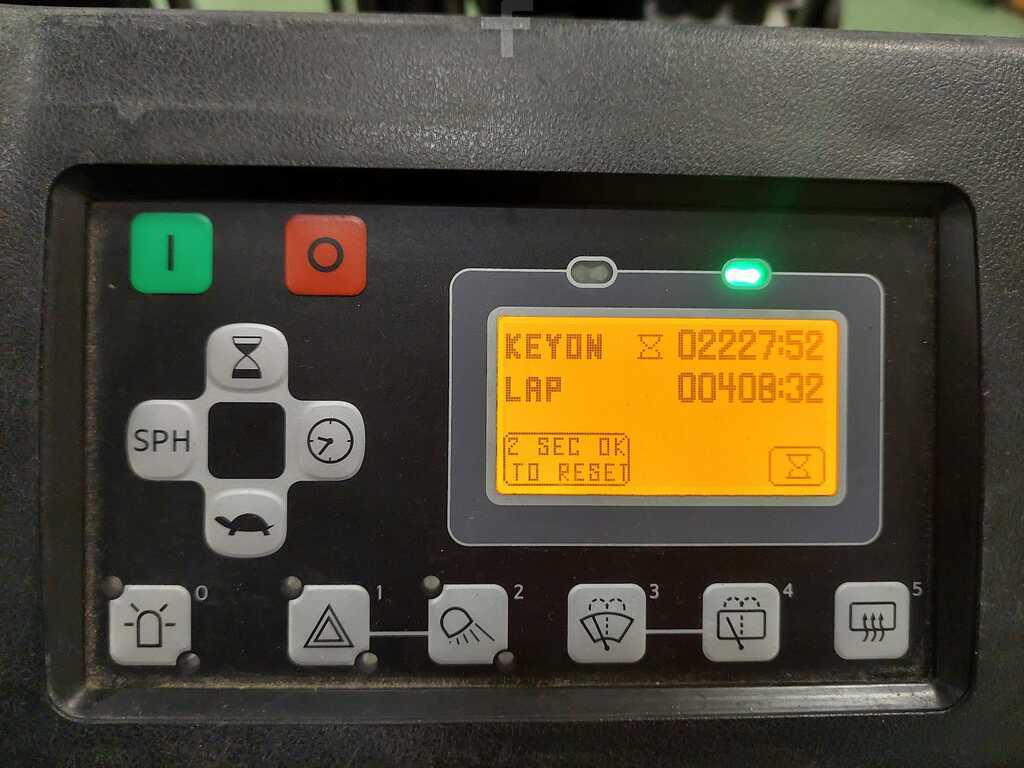 KEYON 02227:52
LAP 00408:32
2 SEC OK
TO RESET
SPH
0
1
2
3
4
5
f